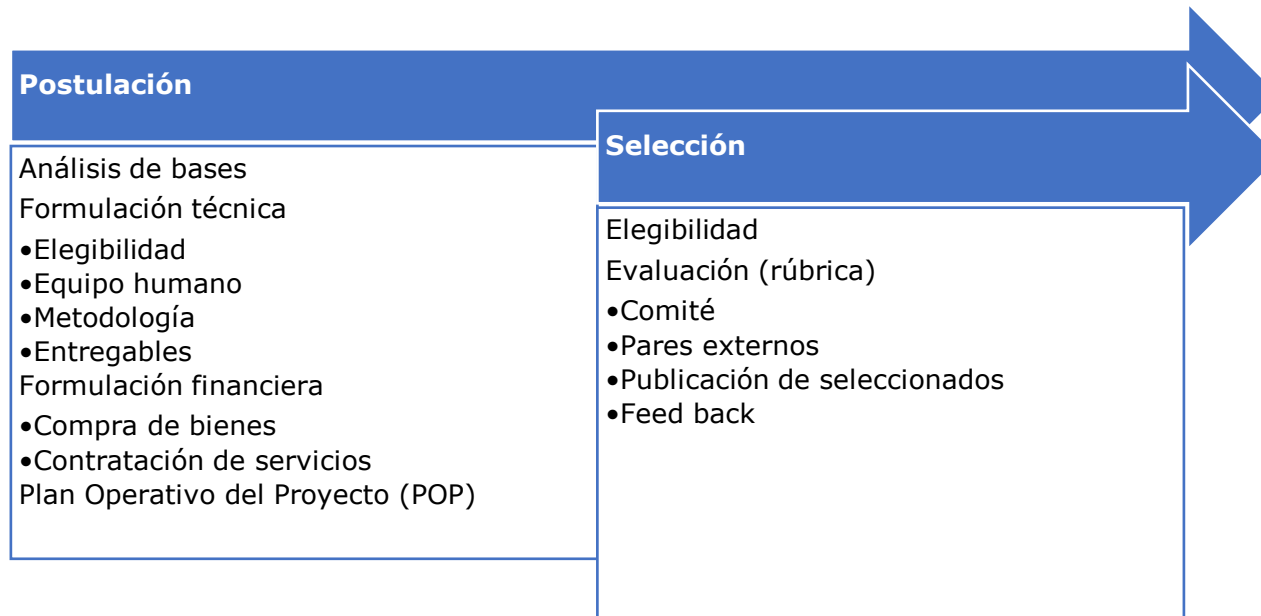 Postulación
Análisis de bases
Formulación técnica
•Elegibilidad
•Equipo humano
•Metodología
•Entregables
Formulación financiera
•Compra de bienes
•Contratación de servicios
Plan Operativo del Proyecto (POP)
Selección
Elegibilidad
Evaluación (rúbrica)
•Comité
•Pares externos
•Publicación de seleccionados
•Feed back